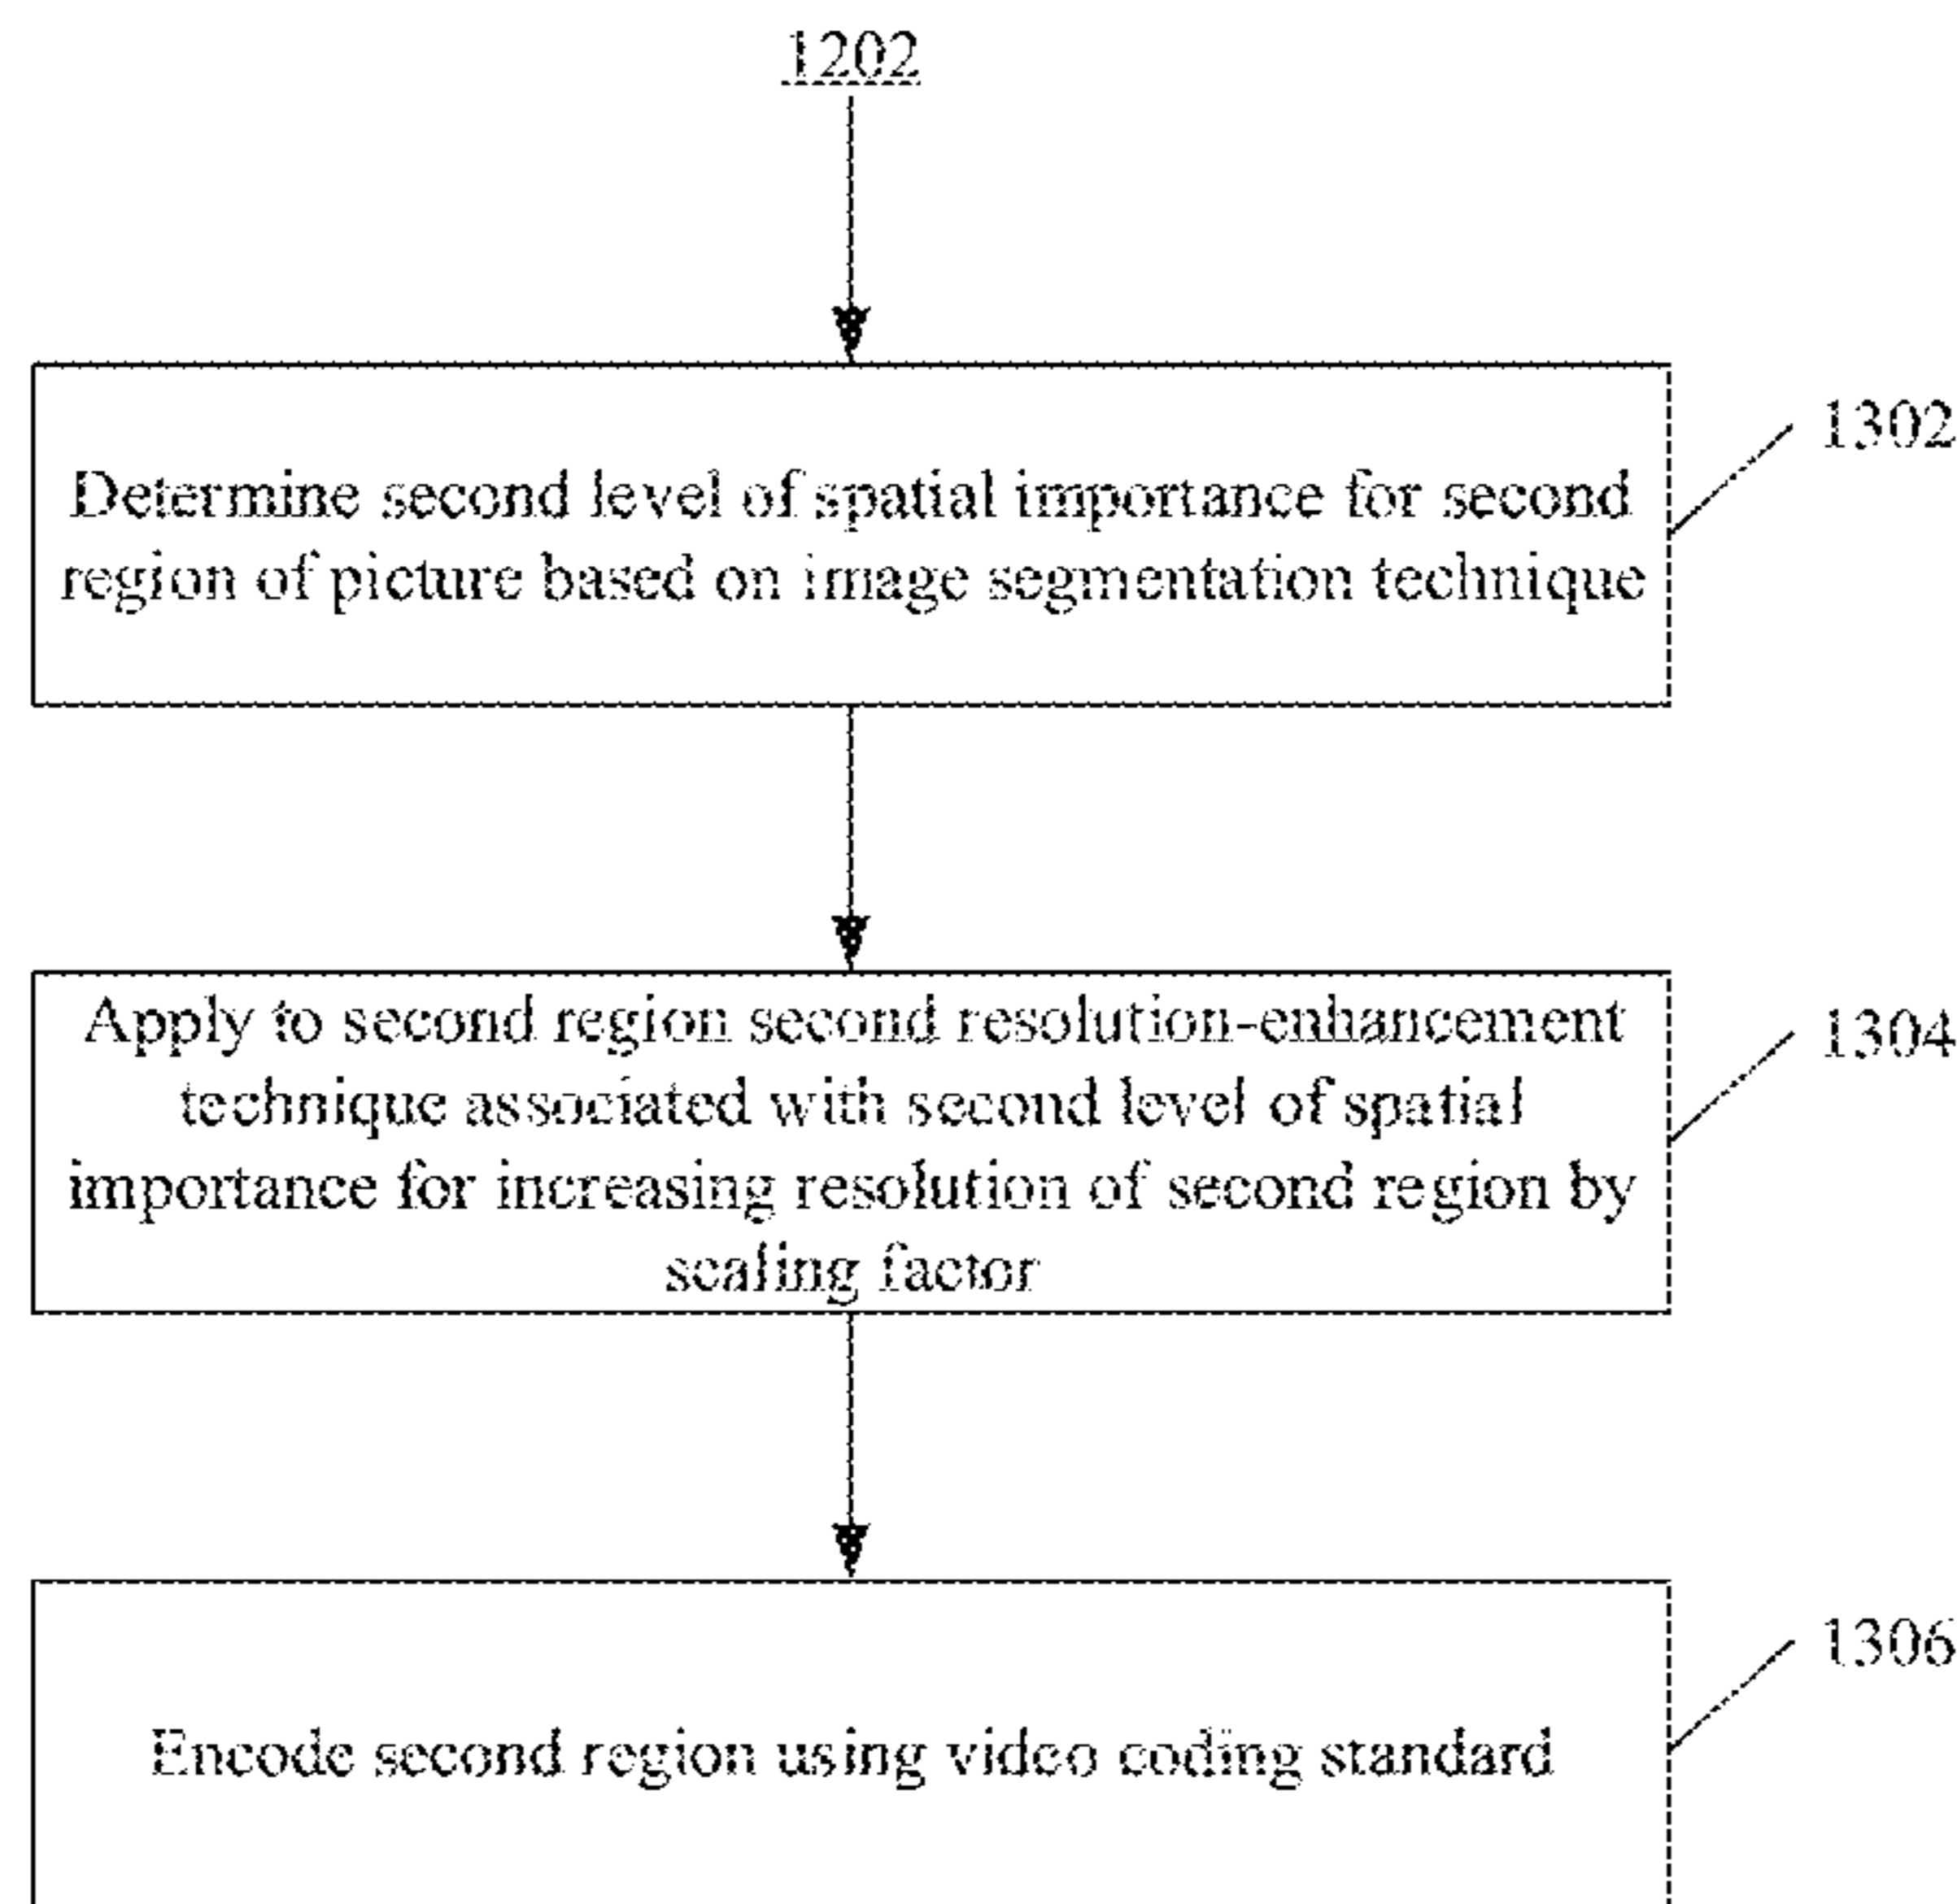 1202
Determine second level of spatial importance for second
region of picture based on image segmentation technique
1302
Apply to second region second resolution-enhancement
technique associated with second level of spatial
importance for increasing resolution of second region by
scaling factor
1304
Encode second region using video coding standard
1306